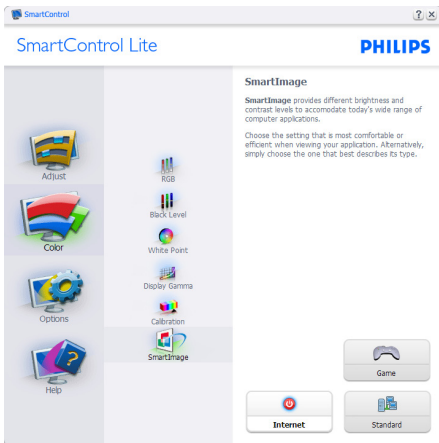 SmartControl
SmartControl Lite
PHILIPS
Adjust
Color
Options
Help
RGB
Black Level
White Point
Display Gamma
Calibration
SmartImage
SmartImage
SmartImage provides different brightness and
contrast levels to accomodate today's wide range of
computer applications.
Choose the setting that is most comfortable or
efficient when viewing your application. Alternatively,
simply choose the one that best describes its type.
Game
Internet
Standard